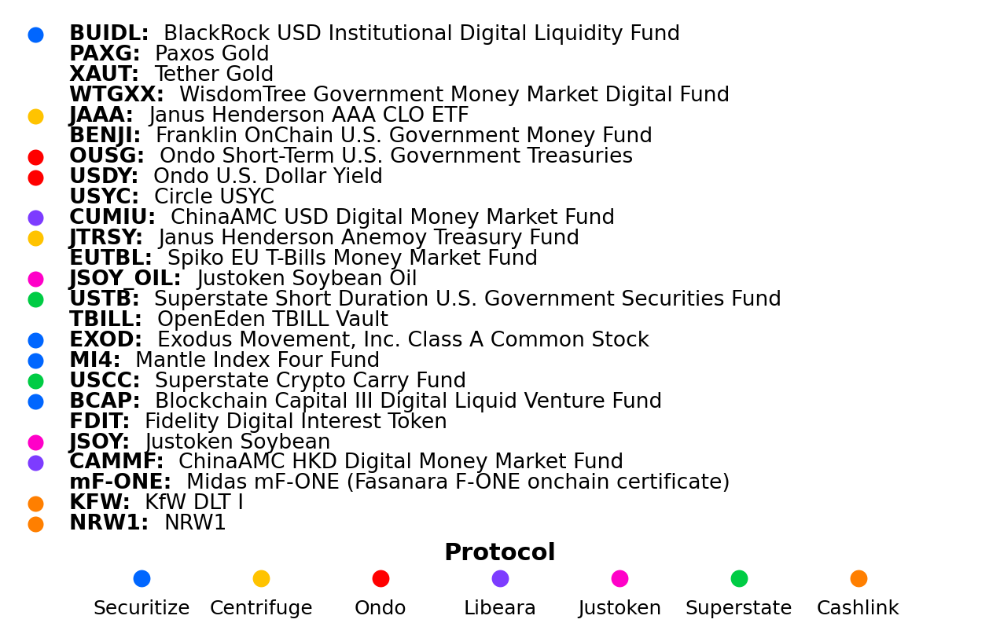 BUIDL: BlackRock USD Institutional Digital Liquidity Fund
PAXG: Paxos Gold
XAUT: Tether Gold
WTGXX: WisdomTree Government Money Market Digital Fund
JAAA: Janus Henderson AAA CLO ETF
BENJI: Franklin OnChain U.S. Government Money Fund
OUSG: Ondo Short-Term U.S. Government Treasuries
USDY: Ondo U.S. Dollar Yield
USYC: Circle USYC
CUMIU: ChinaAMC USD Digital Money Market Fund
JTRSY: Janus Henderson Anemoy Treasury Fund
EUTBL: Spiko EU T-Bills Money Market Fund
JSOY_OIL: Justoken Soybean Oil
USTB: Superstate Short Duration U.S. Government Securities Fund
TBILL: OpenEden TBILL Vault
EXOD: Exodus Movement, Inc. Class A Common Stock
MI4: Mantle Index Four Fund
USCC: Superstate Crypto Carry Fund
BCAP: Blockchain Capital III Digital Liquid Venture Fund
FDIT: Fidelity Digital Interest Token
JSOY: Justoken Soybean
CAMMF: ChinaAMC HKD Digital Money Market Fund
mF-ONE: Midas mF-ONE (Fasanara F-ONE onchain certificate)
KFW: KfW DLT I
NRW1: NRW1
Protocol
Securitize Centrifuge Ondo Libeara Justoken Superstate Cashlink